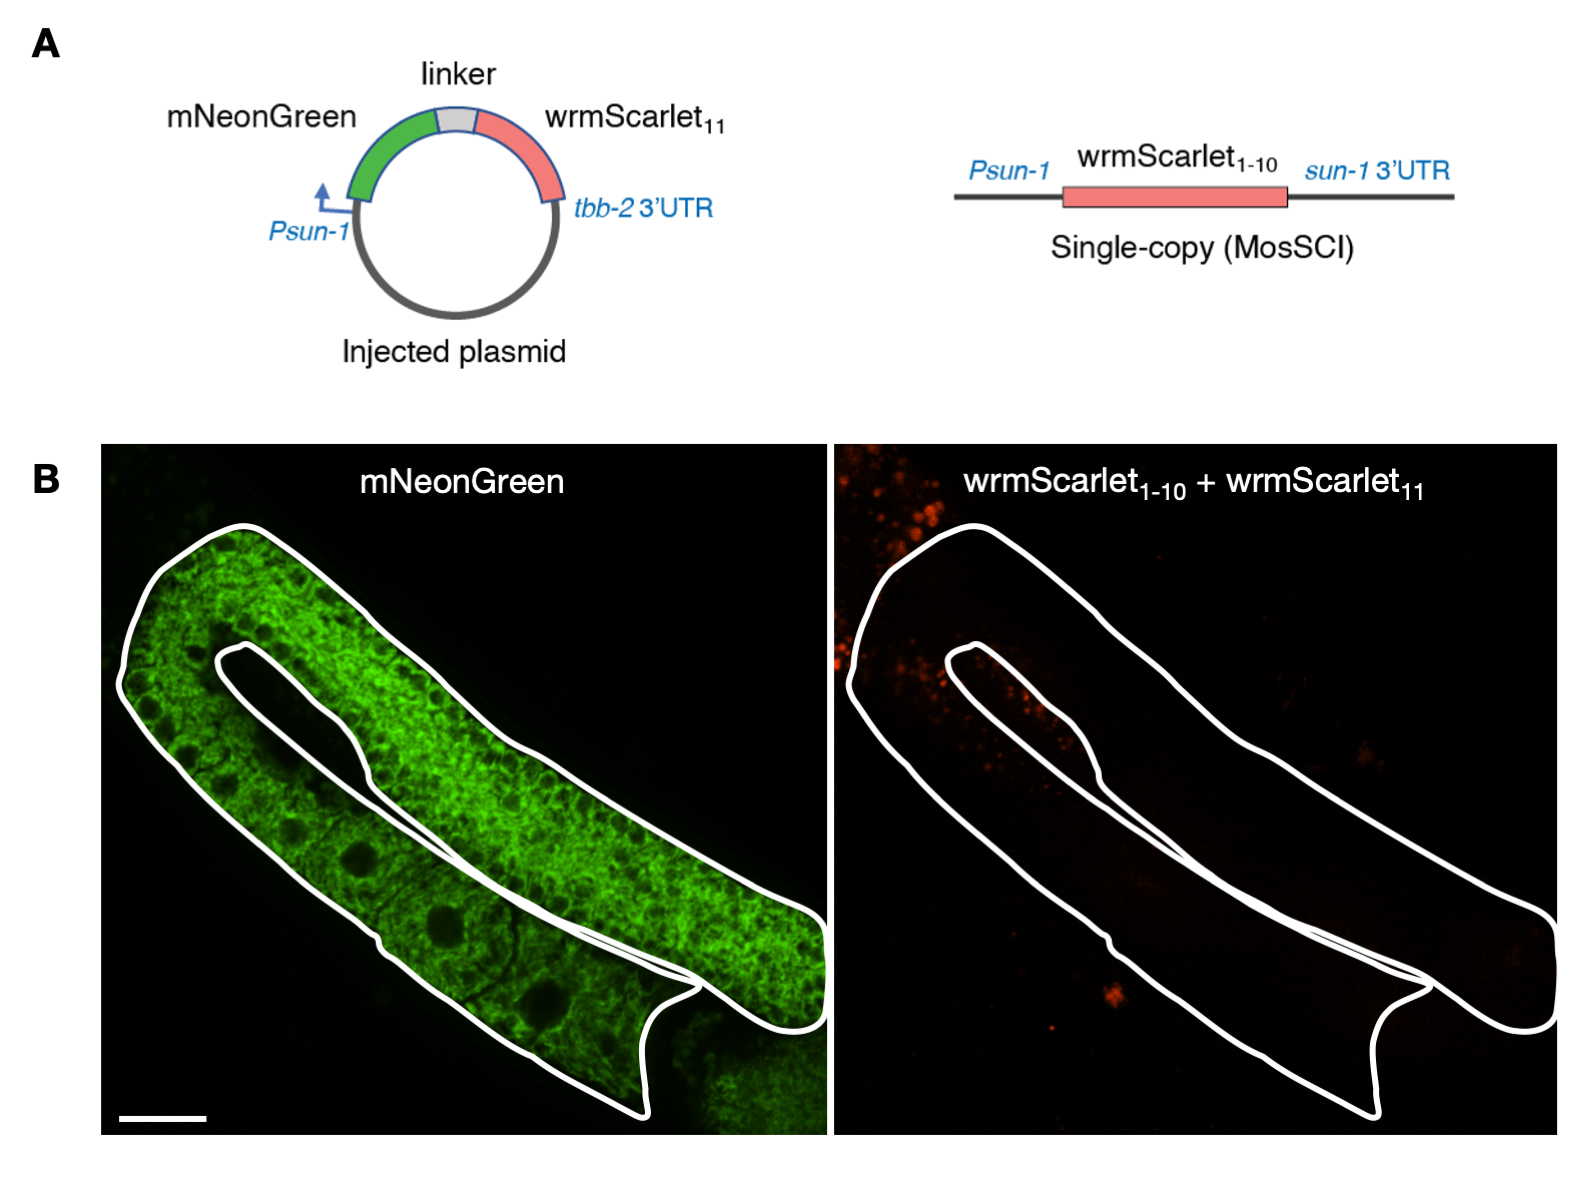 A
linker
mNeonGreen
wrmScarlet11
Psun-1
tbb-2 3’UTR
Injected plasmid
Psun-1
wrmScarlet1-10
sun-1 3’UTR
Single-copy (MosSCI)
B
mNeonGreen
wrmScarlet1-10 + wrmScarlet11